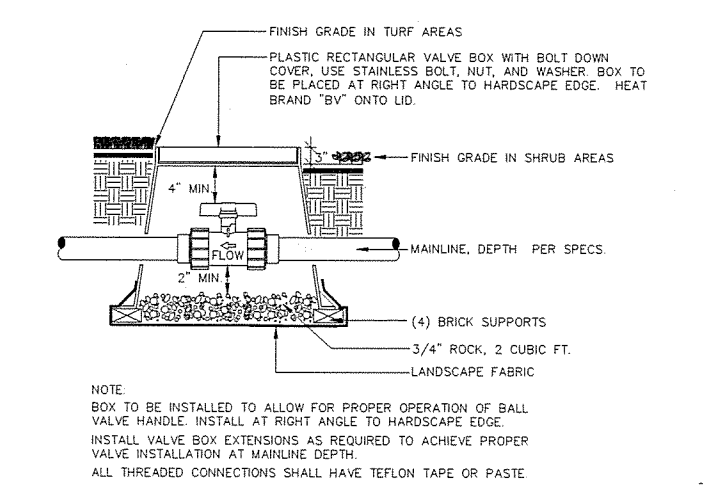 FINISH GRADE IN TURF AREAS
PLASTIC RECTANGULAR VALVE BOX WITH BOLT DOWN
COVER, USE STAINLESS BOLT, NUT, AND WASHER. BOX TO
BE PLACED AT RIGHT ANGLE TO HARDSCAPE EDGE. HEAT
BRAND "BV" ONTO LID.
3"
FINISH GRADE IN SHRUB AREAS
4" MIN
MAINLINE, DEPTH PER SPECS.
FLOW
2" MIN.
(4) BRICK SUPPORTS
3/4" ROCK, 2 CUBIC FT.
LANDSCAPE FABRIC
NOTE:
BOX TO BE INSTALLED TO ALLOW FOR PROPER OPERATION OF BALL
VALVE HANDLE. INSTALL AT RIGHT ANGLE TO HARDSCAPE EDGE.
INSTALL VALVE BOX EXTENSIONS AS REQUIRED TO ACHIEVE PROPER
VALVE INSTALLATION AT MAINLINE DEPTH.
ALL THREADED CONNECTIONS SHALL HAVE TEFLON TAPE OR PASTE